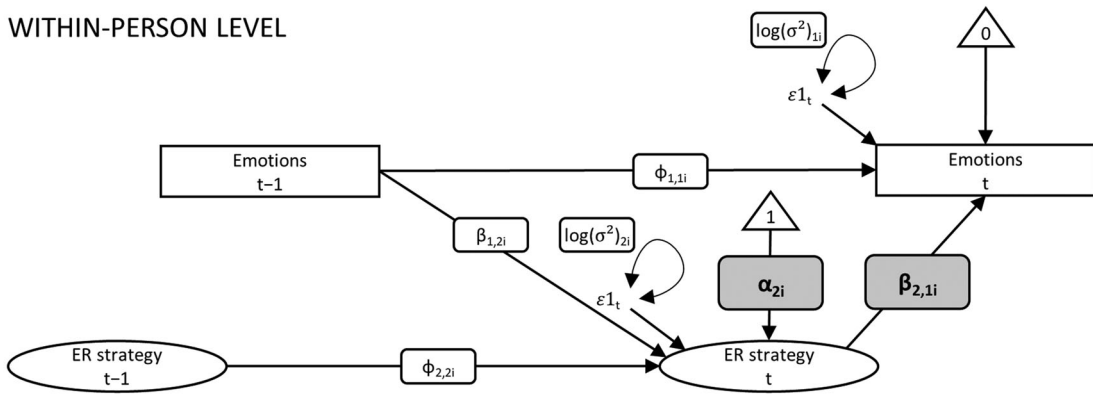 WITHIN-PERSON LEVEL
log(σ²)₁ᵢ
0
ε1ₜ
Emotions
t−1
ϕ₁,₁ᵢ
Emotions
t
β₁,₂ᵢ
log(σ²)₂ᵢ
1
ε1ₜ
α₂ᵢ
β₂,₁ᵢ
ER strategy
t−1
ϕ₂,₂ᵢ
ER strategy
t